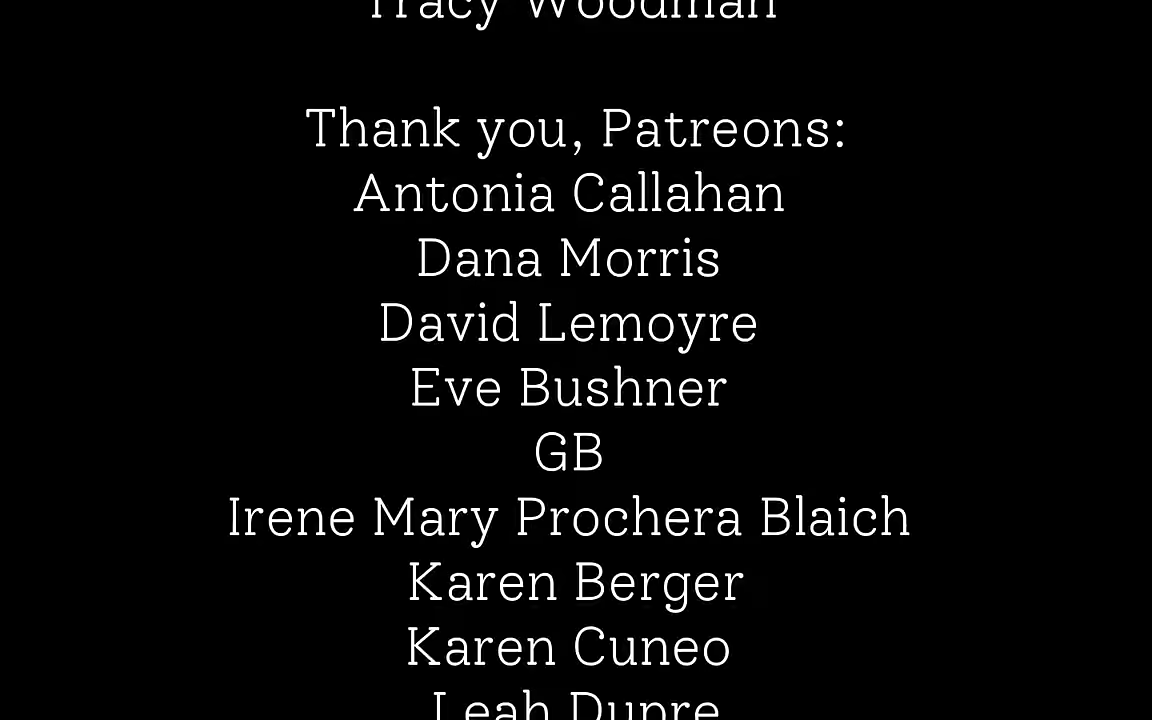 Tracy Woodman
Thank you, Patreons:
Antonia Callahan
Dana Morris
David Lemoyre
Eve Bushner
GB
Irene Mary Prochera Blaich
Karen Berger
Karen Cuneo
Leah Dupre